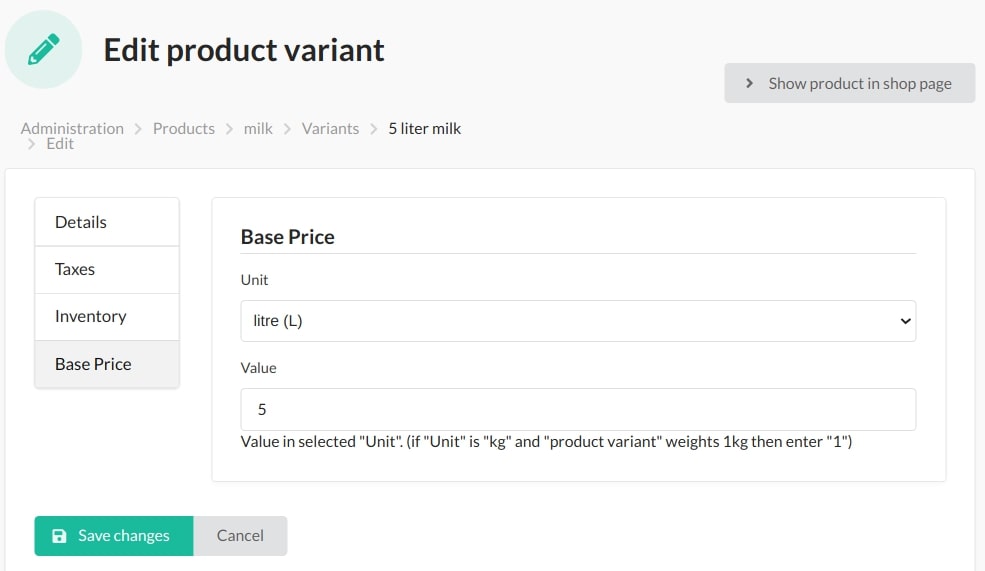 Edit product variant
Show product in shop page
Administration > Products > milk > Variants > 5 liter milk
> Edit
Details
Taxes
Inventory
Base Price
Base Price
Unit
litre (L)
Value
5
Value in selected "Unit". (if "Unit" is "kg" and "product variant" weights 1kg then enter "1")
Save changes
Cancel